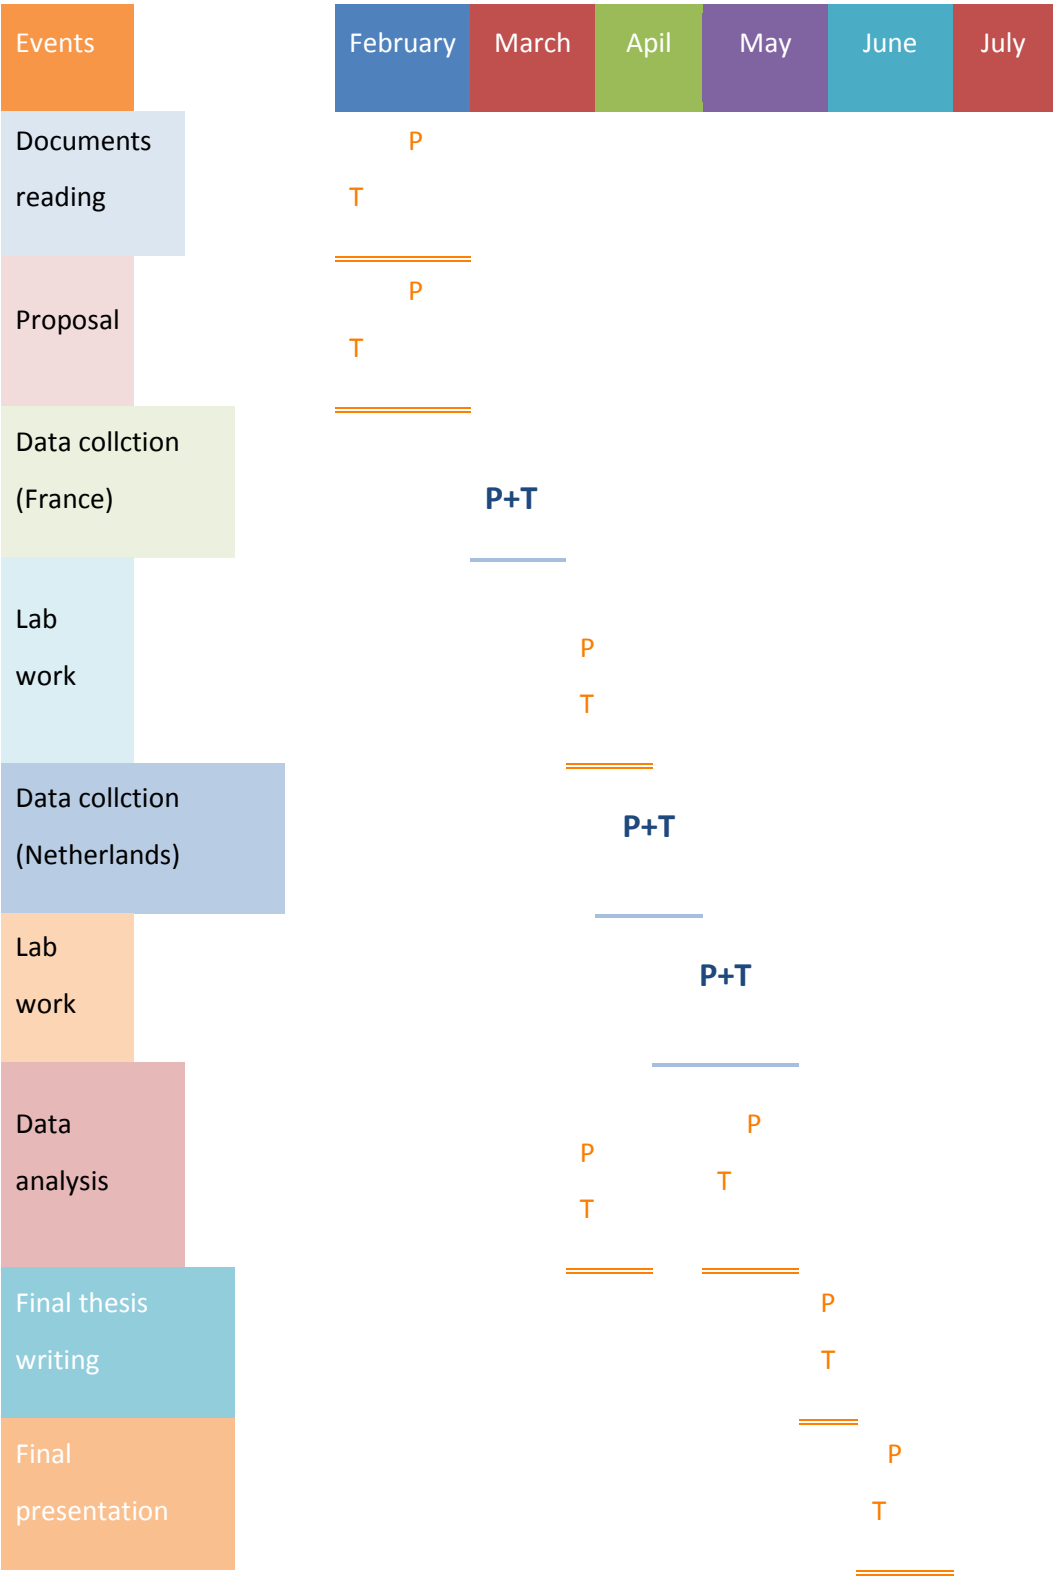 Events February March Apil May June July
Documents P
reading T
P
Proposal
T
Data collction
(France) P+T
Lab
P
work
T
Data collction
P+T
(Netherlands)
Lab
P+T
work
Data P
P
analysis T
T
Final thesis P
writing T
Final P
presentation T